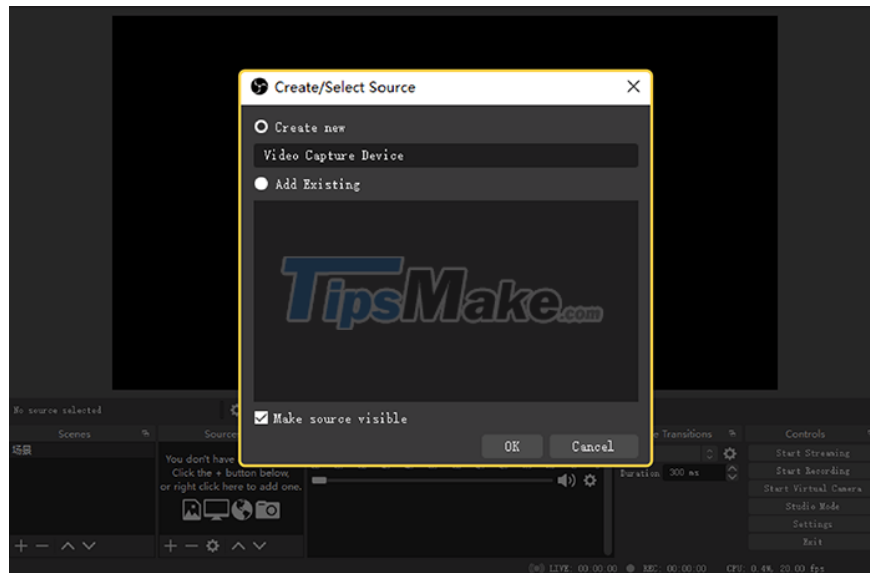 Create/Select Source
Create new
Video Capture Device
Add Existing
TipsMake.com
Make source visible
OK
Cancel
No source selected
Scenes
Source
Transitions
Controls
场景
You don't have
Click the + button below,
or right click here to add one.
Duration 300 ms
Start Streaming
Start Recording
Start Virtual Camera
Studio Mode
Settings
Exit
LIVE: 00:00:00
REC: 00:00:00
CPU: 0.4%, 20.00 fps